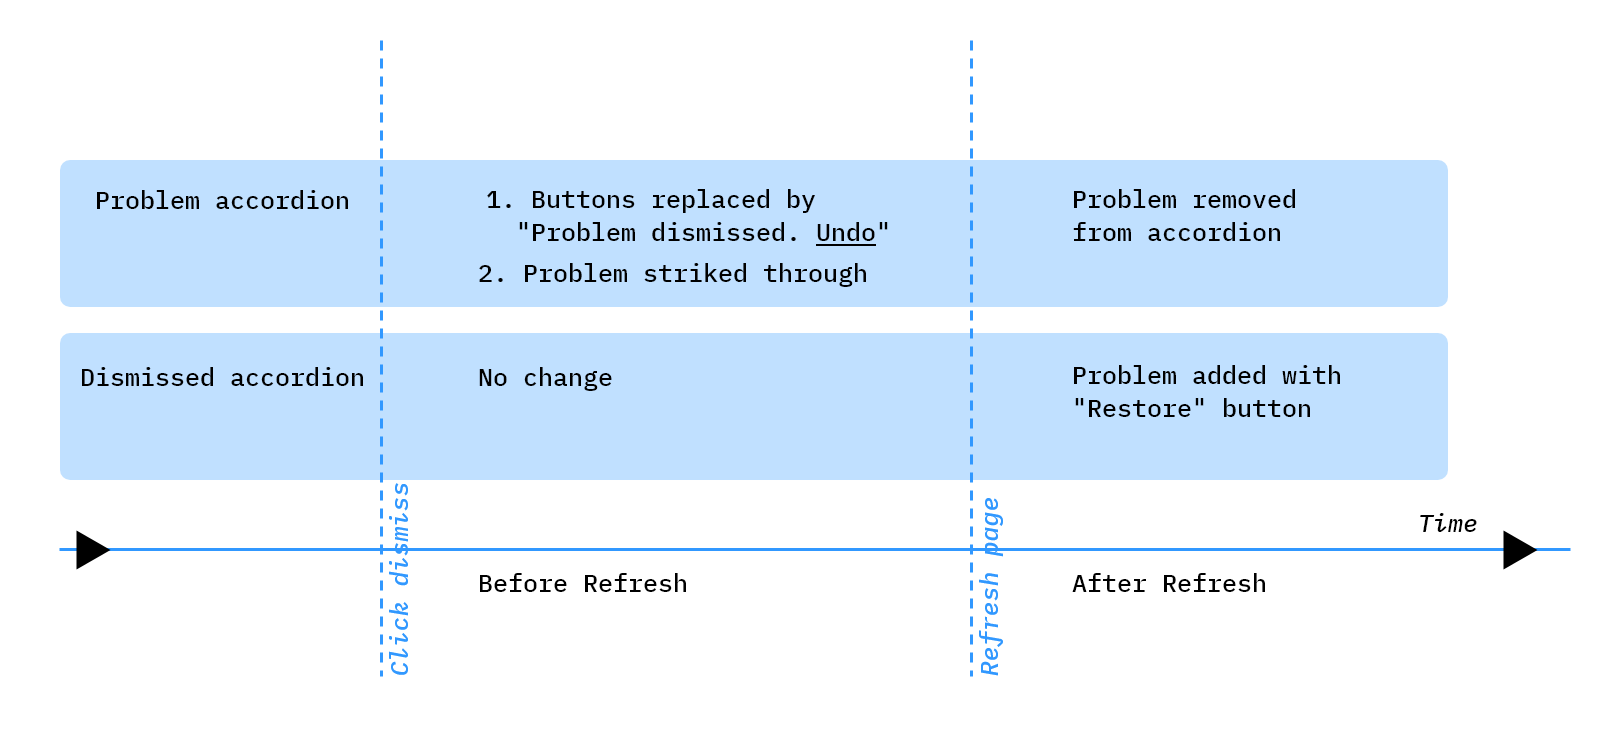 Problem accordion
1. Buttons replaced by
"Problem dismissed. Undo"
2. Problem striked through
Problem removed
from accordion
Dismissed accordion
No change
Problem added with
"Restore" button
Click dismiss
Refresh page
Time
Before Refresh
After Refresh